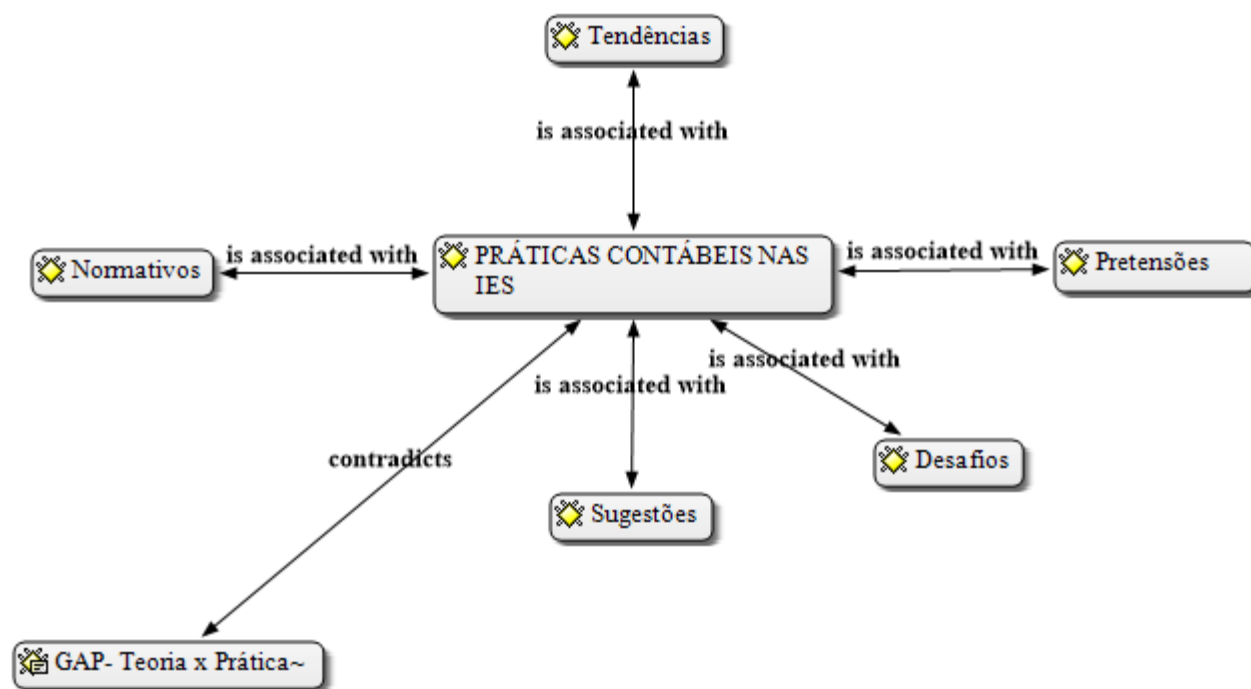 Tendências
is associated with
is associated with
PRÁTICAS CONTÁBEIS NAS
IES
is associated with
Normativos
Pretensões
is associated with
is associated with
contradicts
Desafios
Sugestões
GAP- Teoria x Prática~